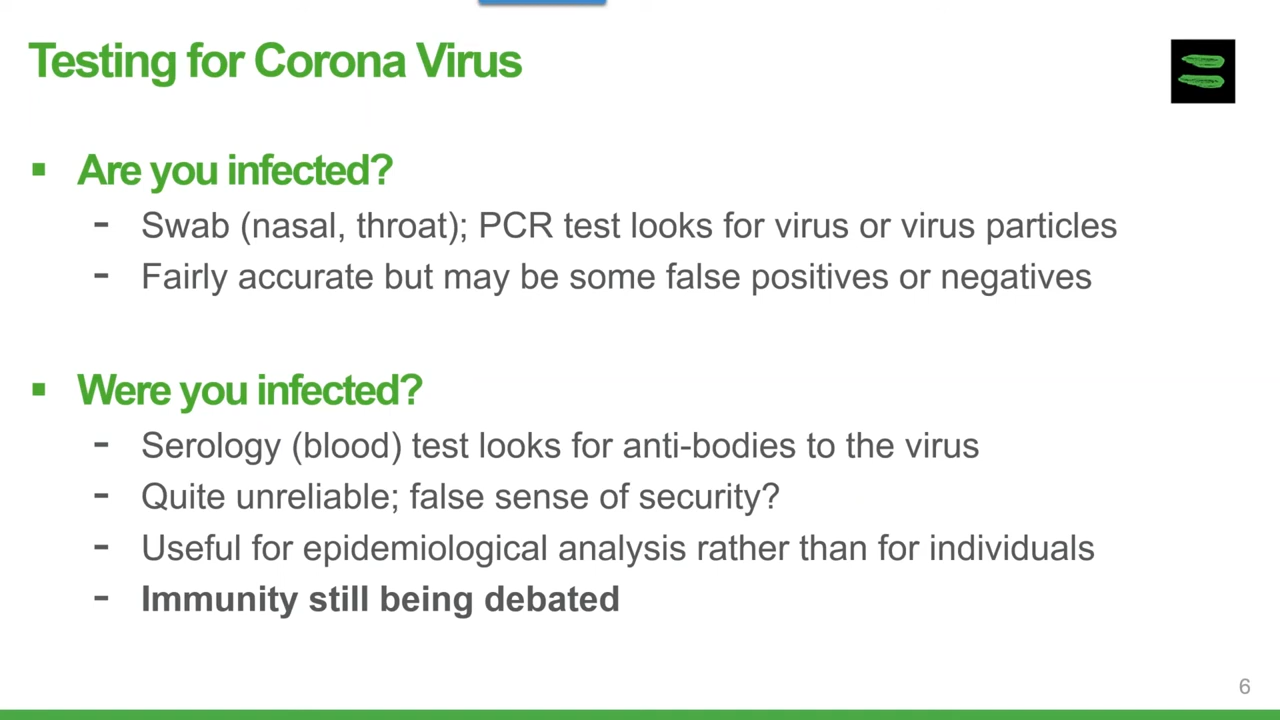 Testing for Corona Virus
▪ Are you infected?
- Swab (nasal, throat); PCR test looks for virus or virus particles
- Fairly accurate but may be some false positives or negatives
▪ Were you infected?
- Serology (blood) test looks for anti-bodies to the virus
- Quite unreliable; false sense of security?
- Useful for epidemiological analysis rather than for individuals
- Immunity still being debated
6